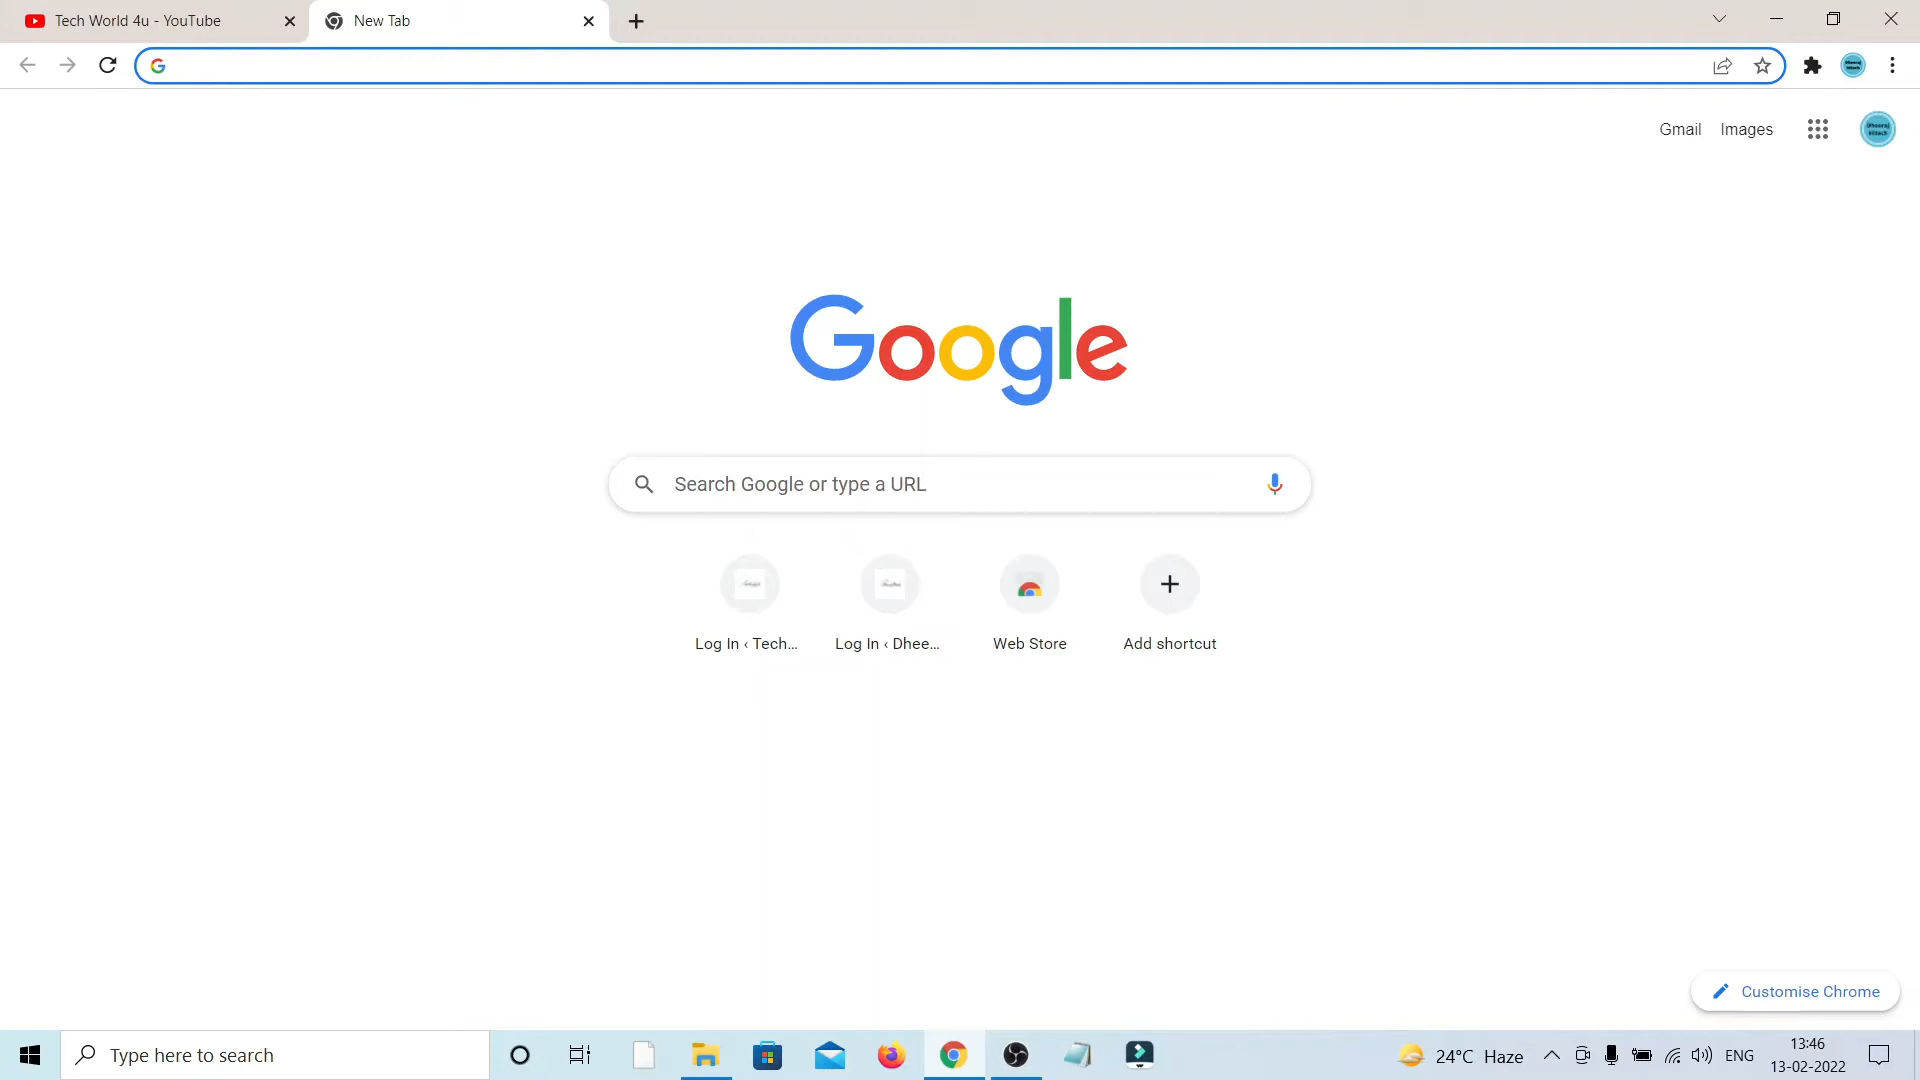 Tech World 4u - YouTube
New Tab
Gmail
Images
Google
Search Google or type a URL
Log In ‹ Tech...
Log In ‹ Dhee...
Web Store
Add shortcut
Customise Chrome
Type here to search
24°C Haze
ENG
13:46
13-02-2022